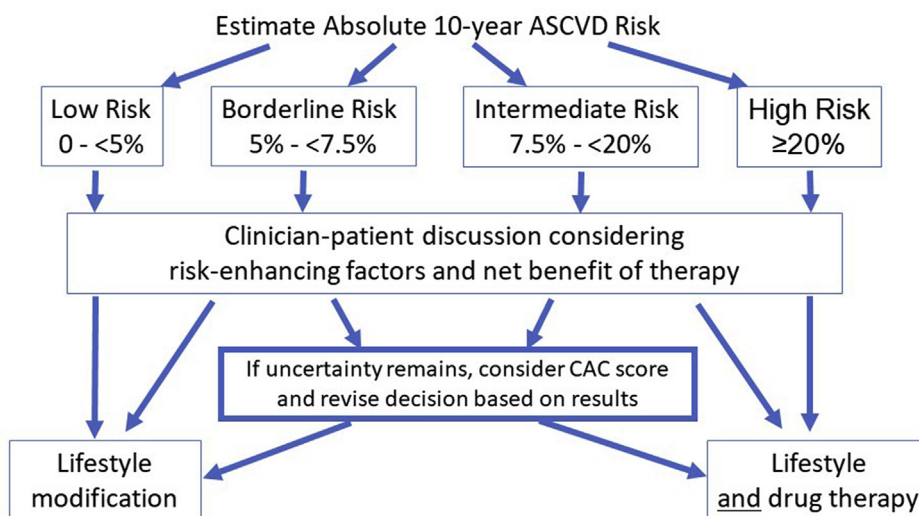 Estimate Absolute 10-year ASCVD Risk
Low Risk
0 - <5%
Borderline Risk
5% - <7.5%
Intermediate Risk
7.5% - <20%
High Risk
≥20%
Clinician-patient discussion considering
risk-enhancing factors and net benefit of therapy
If uncertainty remains, consider CAC score
and revise decision based on results
Lifestyle
modification
Lifestyle
and drug therapy